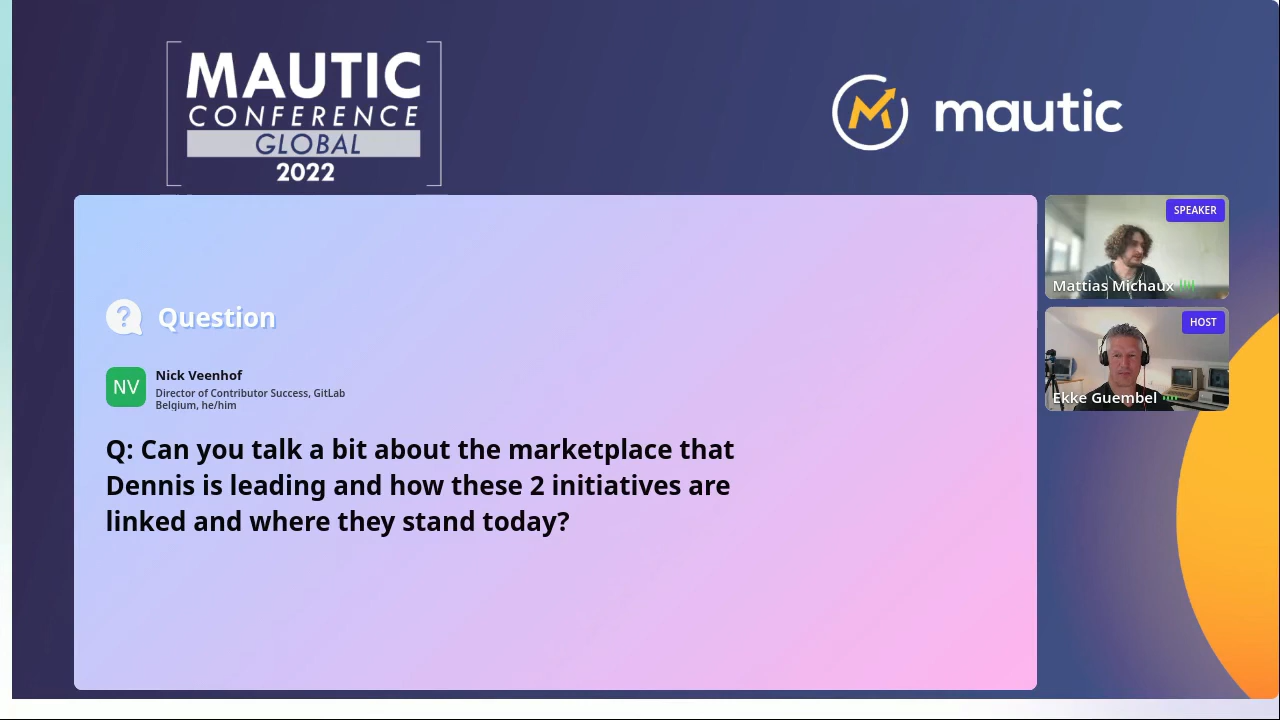 MAUTIC
CONFERENCE
GLOBAL
2022
mautic
SPEAKER
Mattias Michaux
HOST
Ekke Guembel
Question
NV
Nick Veenhof
Director of Contributor Success, GitLab
Belgium, he/him
Q: Can you talk a bit about the marketplace that
Dennis is leading and how these 2 initiatives are
linked and where they stand today?